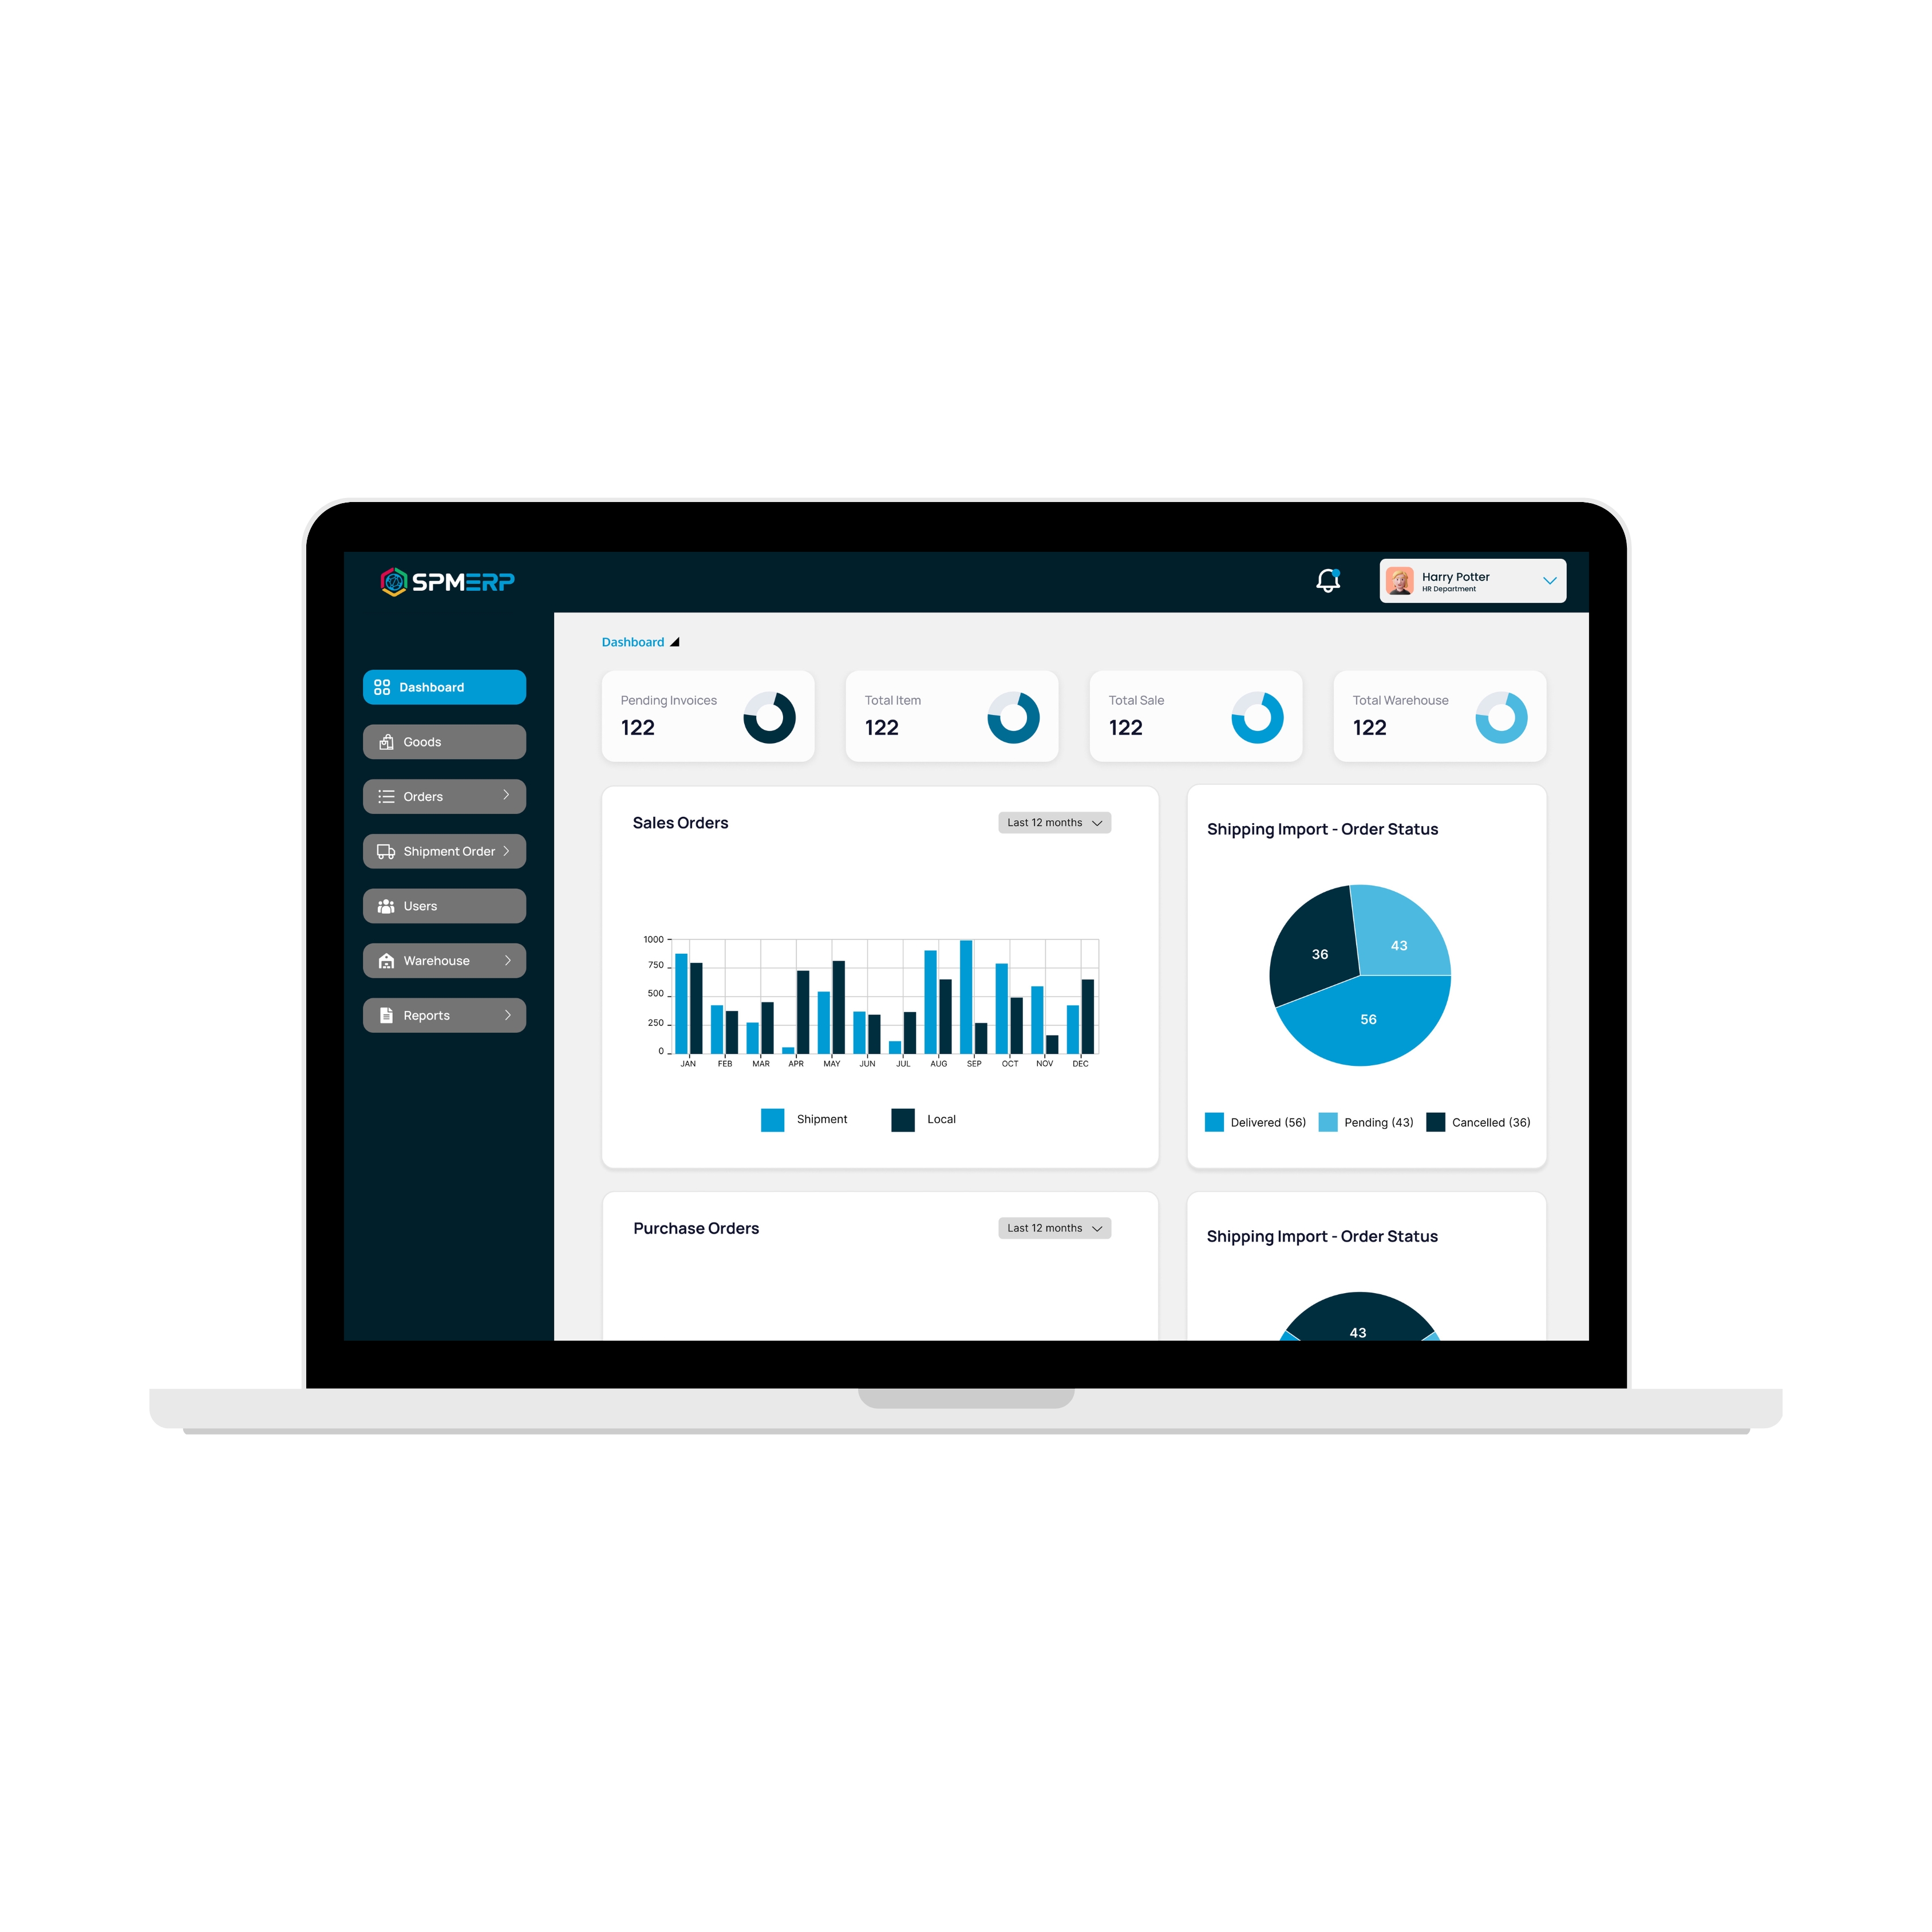 SPMERP
Harry Potter
HR Department
Dashboard
Goods
Orders
Shipment Order
Users
Warehouse
Reports
Dashboard
Pending Invoices
122
Total Item
122
Total Sale
122
Total Warehouse
122
Sales Orders
Last 12 months
1000
750
500
250
0
JAN FEB MAR APR MAY JUN JUL AUG SEP OCT NOV DEC
Shipment Local
Shipping Import - Order Status
36
43
56
Delivered (56) Pending (43) Cancelled (36)
Purchase Orders
Last 12 months
Shipping Import - Order Status
43